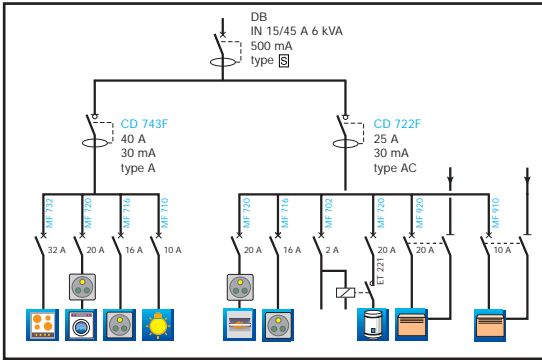 DB
IN 15/45 A 6 kVA
500 mA
type S
CD 743F
40 A
30 mA
type A
CD 722F
25 A
30 mA
type AC
MF 732
MF 720
MF 716
MF 710
MF 720
MF 716
MF 702
MF 720
MF 920
MF 910
32 A
20 A
16 A
10 A
20 A
16 A
2 A
20 A
20 A
10 A
ET 221